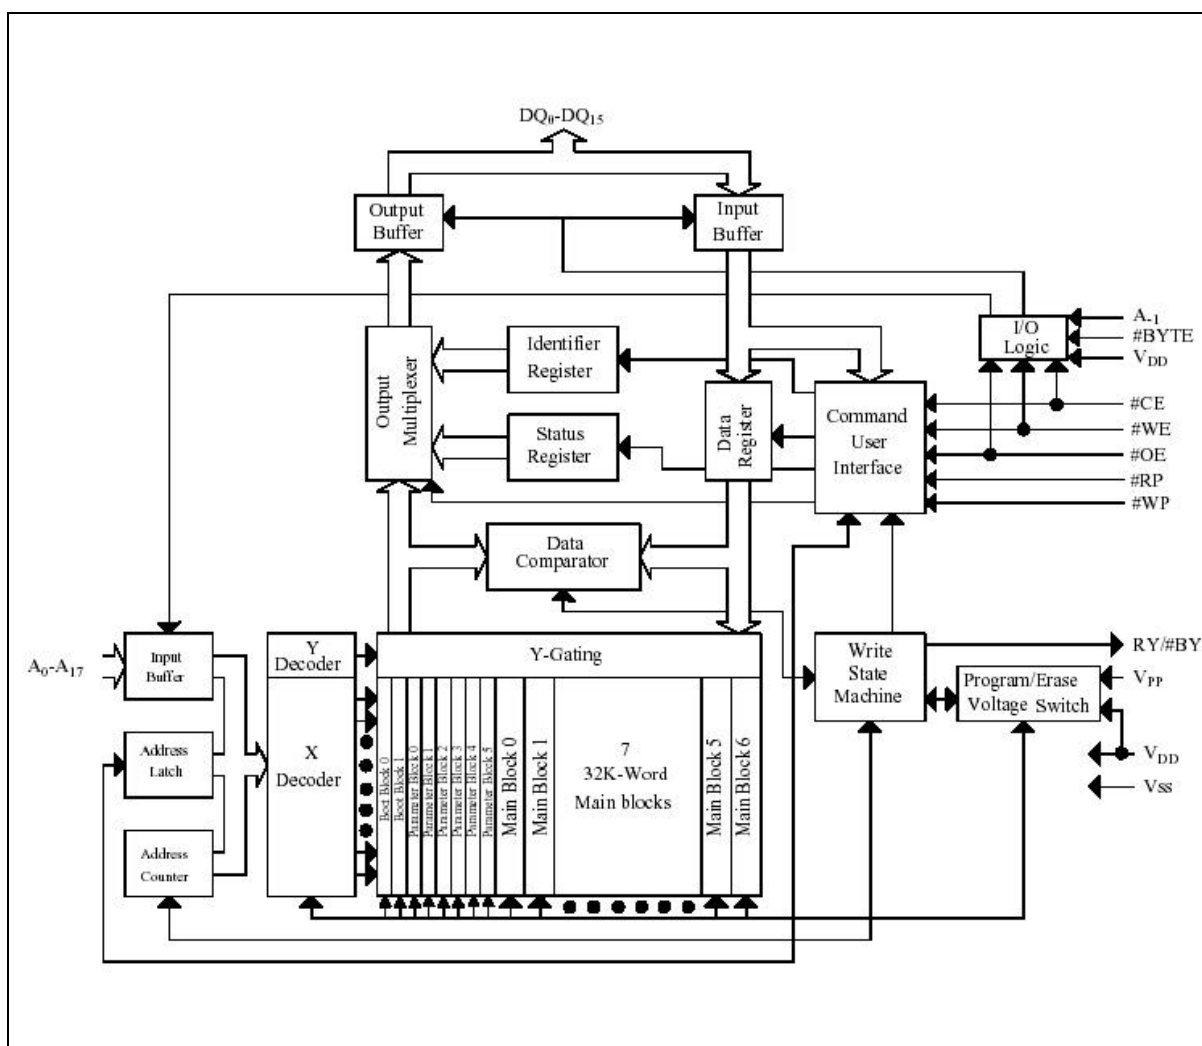 DQ₀-DQ₁₅
Output
Buffer
Input
Buffer
Output
Multiplexer
Identifier
Register
Status
Register
Data
Register
Command
User
Interface
I/O
Logic
A₋₁
#BYTE
V_DD
#CE
#WE
#OE
#RP
#WP
Data
Comparator
A₀-A₁₇
Input
Buffer
Address
Latch
Address
Counter
Y
Decoder
X
Decoder
Y-Gating
Boot Block 0
Boot Block 1
Parameter Block 0
Parameter Block 1
Parameter Block 2
Parameter Block 3
Parameter Block 4
Parameter Block 5
Main Block 0
Main Block 1
7
32K-Word
Main blocks
Main Block 5
Main Block 6
Write
State
Machine
Program/Erase
Voltage Switch
RY/#BY
V_PP
V_DD
Vss